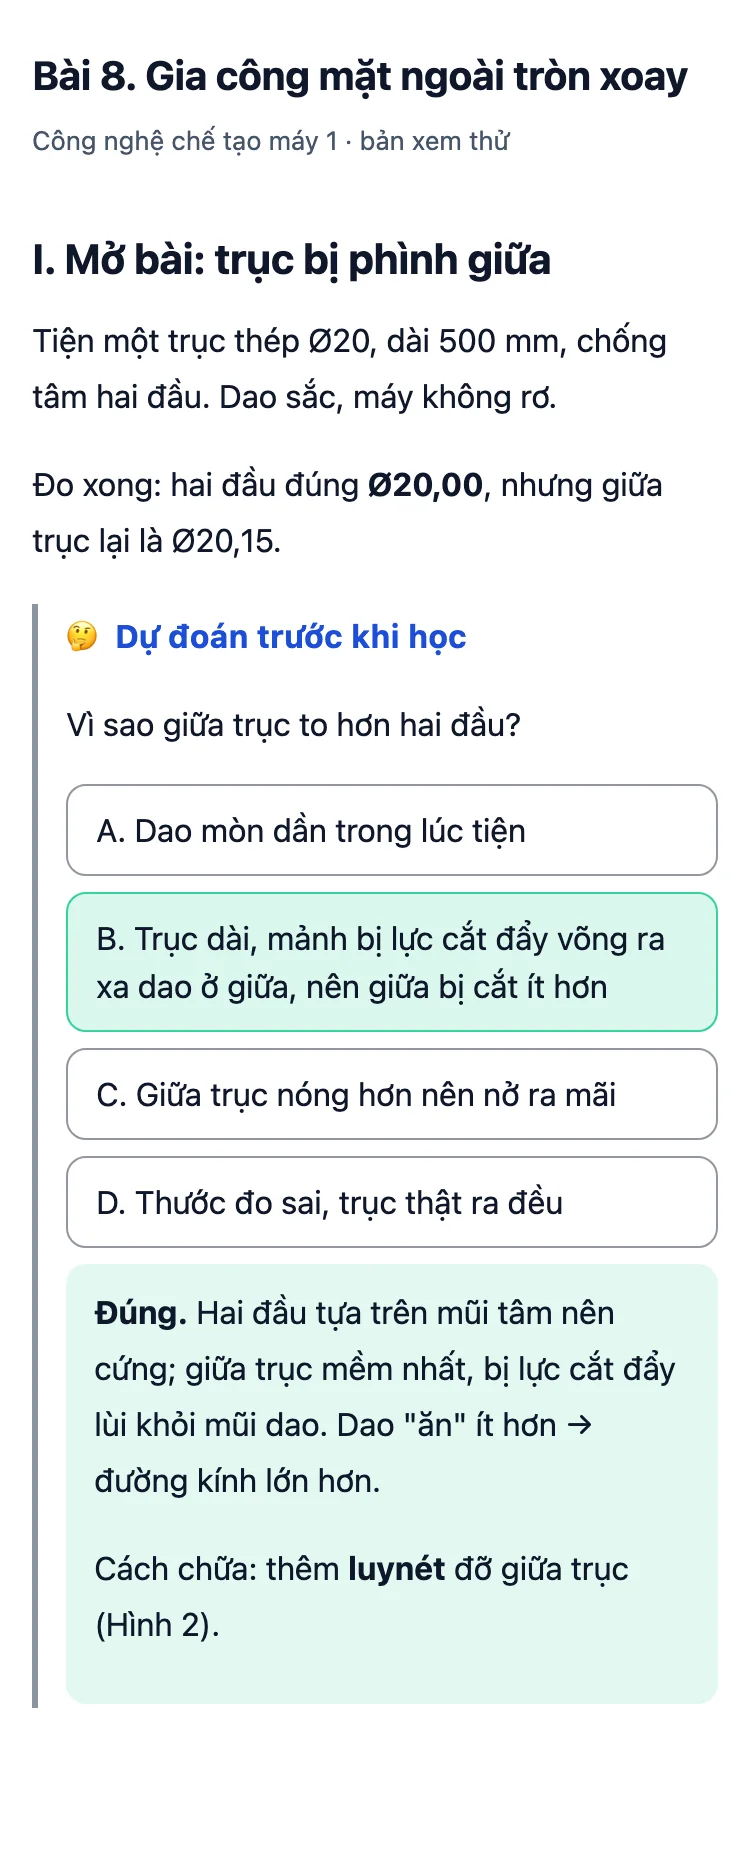 Bài 8. Gia công mặt ngoài tròn xoay
Công nghệ chế tạo máy 1 · bản xem thử
I. Mở bài: trục bị phình giữa
Tiện một trục thép Ø20, dài 500 mm, chống
tâm hai đầu. Dao sắc, máy không rơ.
Đo xong: hai đầu đúng Ø20,00, nhưng giữa
trục lại là Ø20,15.
🤔 Dự đoán trước khi học
Vì sao giữa trục to hơn hai đầu?
A. Dao mòn dần trong lúc tiện
B. Trục dài, mảnh bị lực cắt đẩy võng ra
xa dao ở giữa, nên giữa bị cắt ít hơn
C. Giữa trục nóng hơn nên nở ra mãi
D. Thước đo sai, trục thật ra đều
Đúng. Hai đầu tựa trên mũi tâm nên
cứng; giữa trục mềm nhất, bị lực cắt đẩy
lùi khỏi mũi dao. Dao "ăn" ít hơn →
đường kính lớn hơn.
Cách chữa: thêm luynét đỡ giữa trục
(Hình 2).